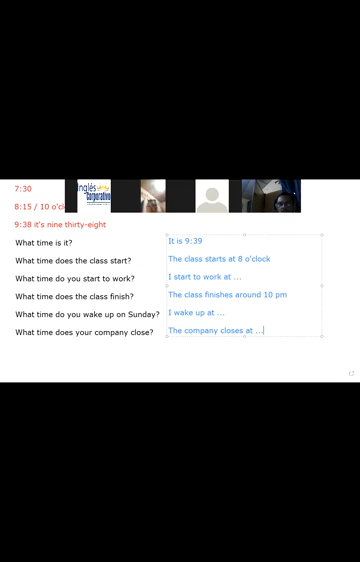 7:30
Inglés
Corporativo
8:15 / 10 o'clo
9:38 it's nine thirty-eight
What time is it?
It is 9:39
What time does the class start?
The class starts at 8 o'clock
What time do you start to work?
I start to work at ...
What time does the class finish?
The class finishes around 10 pm
What time do you wake up on Sunday?
I wake up at ...
What time does your company close?
The company closes at ...